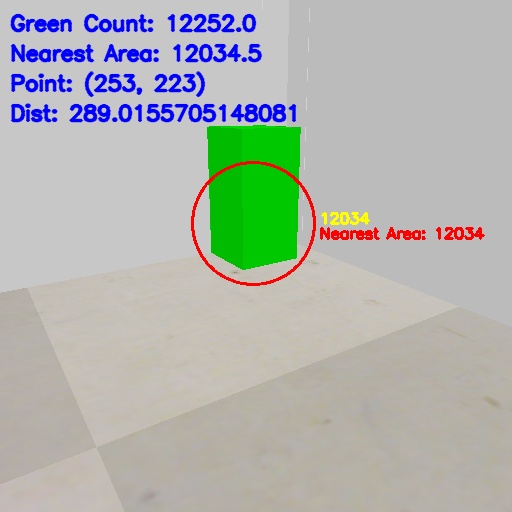 Green Count: 12252.0
Nearest Area: 12034.5
Point: (253, 223)
Dist: 289.0155705148081
12034
Nearest Area: 12034